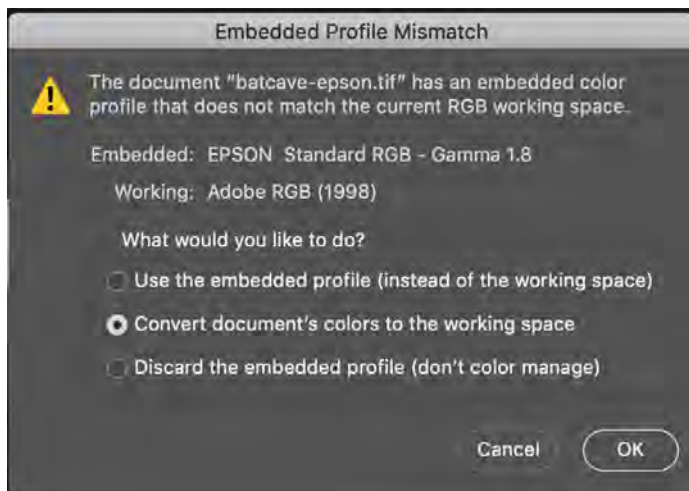 Embedded Profile Mismatch
The document "batcave-epson.tif" has an embedded color
profile that does not match the current RGB working space.
Embedded: EPSON Standard RGB - Gamma 1.8
Working: Adobe RGB (1998)
What would you like to do?
Use the embedded profile (instead of the working space)
Convert document's colors to the working space
Discard the embedded profile (don't color manage)
Cancel OK